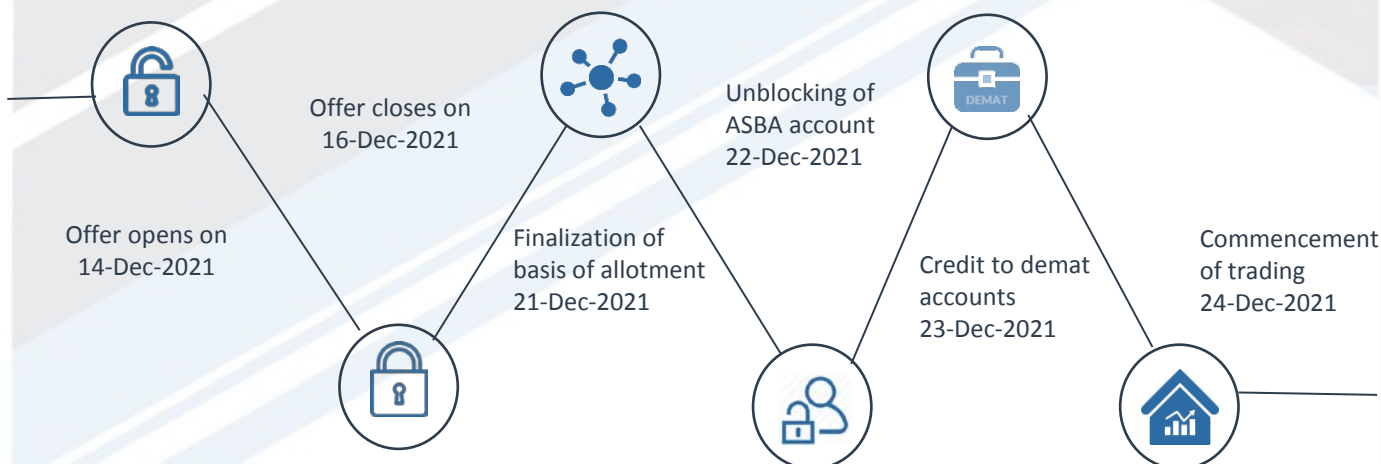 Offer opens on
14-Dec-2021
Offer closes on
16-Dec-2021
Finalization of
basis of allotment
21-Dec-2021
Unblocking of
ASBA account
22-Dec-2021
DEMAT
Credit to demat
accounts
23-Dec-2021
Commencement
of trading
24-Dec-2021